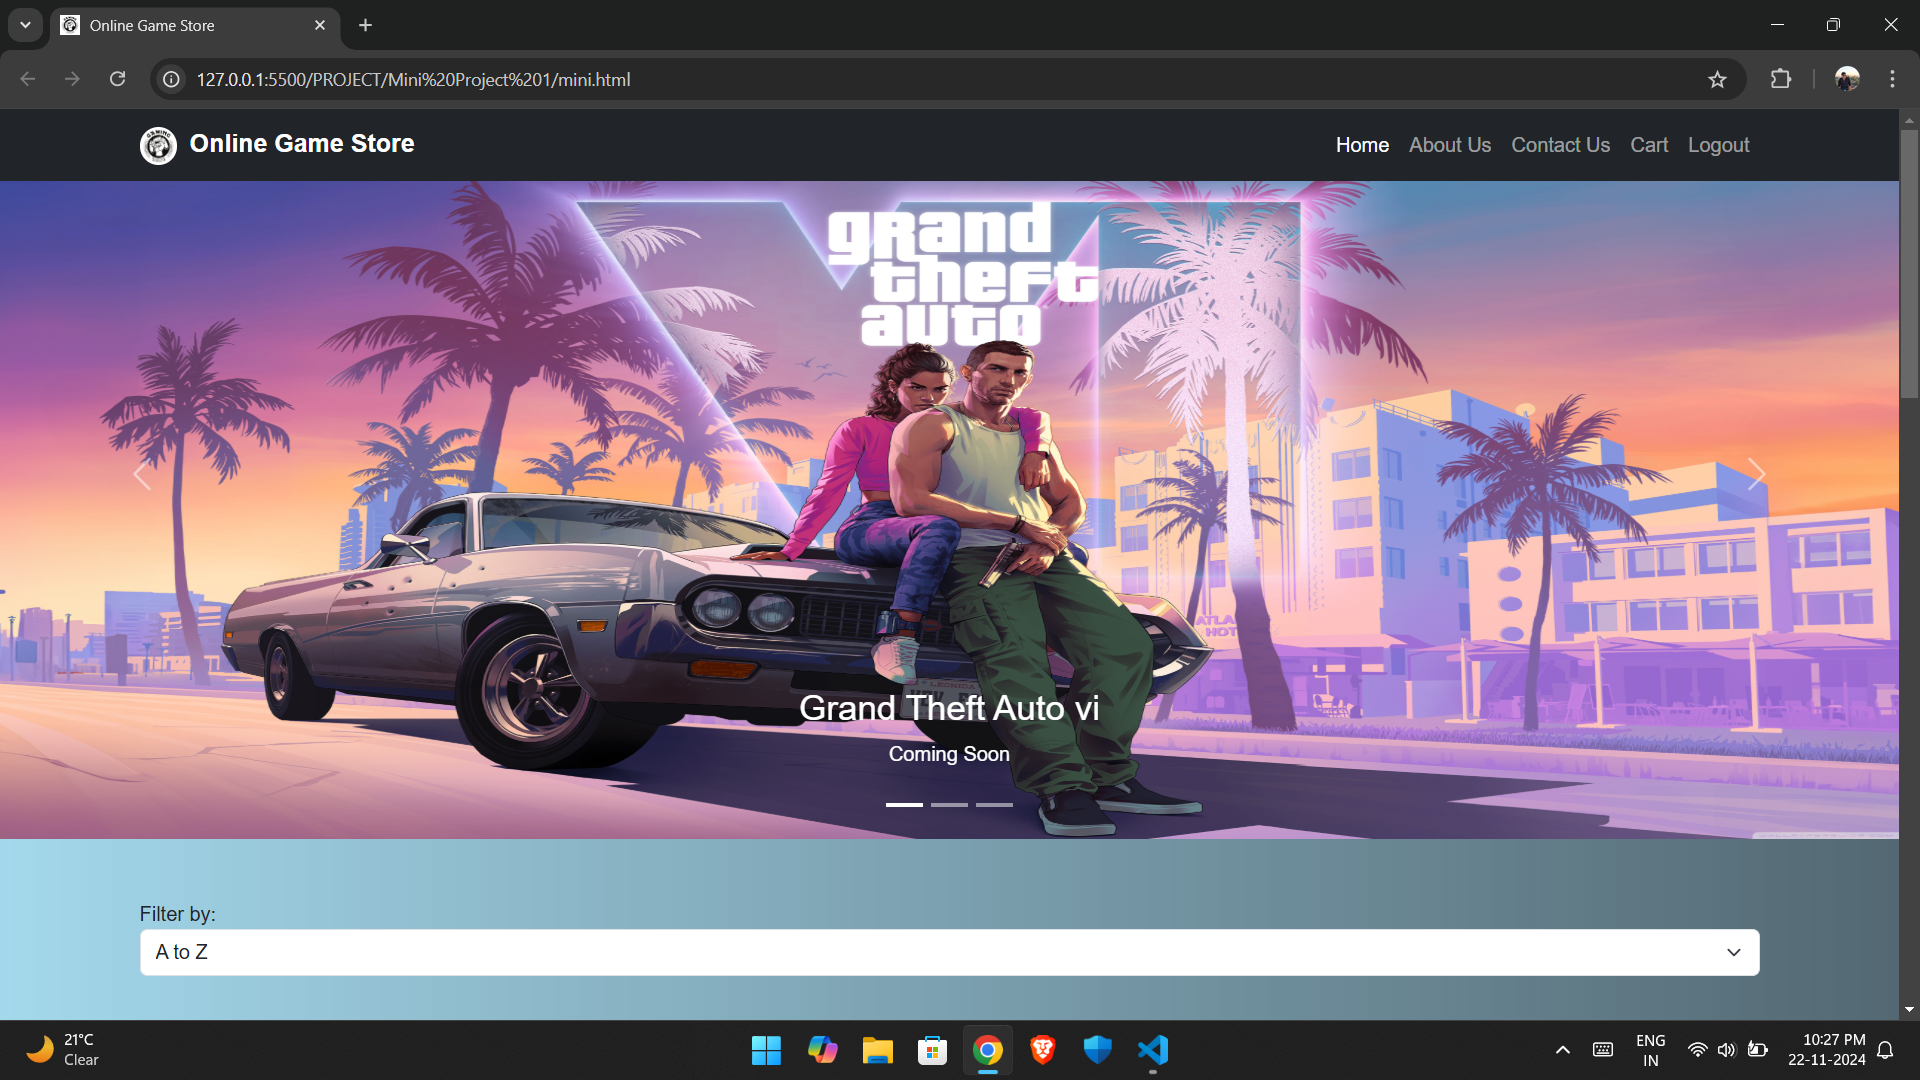 Online Game Store
127.0.0.1:5500/PROJECT/Mini%20Project%201/mini.html
Online Game Store
Home About Us Contact Us Cart Logout
grand
theft
auto
VI
Grand Theft Auto vi
Coming Soon
Filter by:
A to Z
21°C
Clear
ENG
IN
10:27 PM
22-11-2024